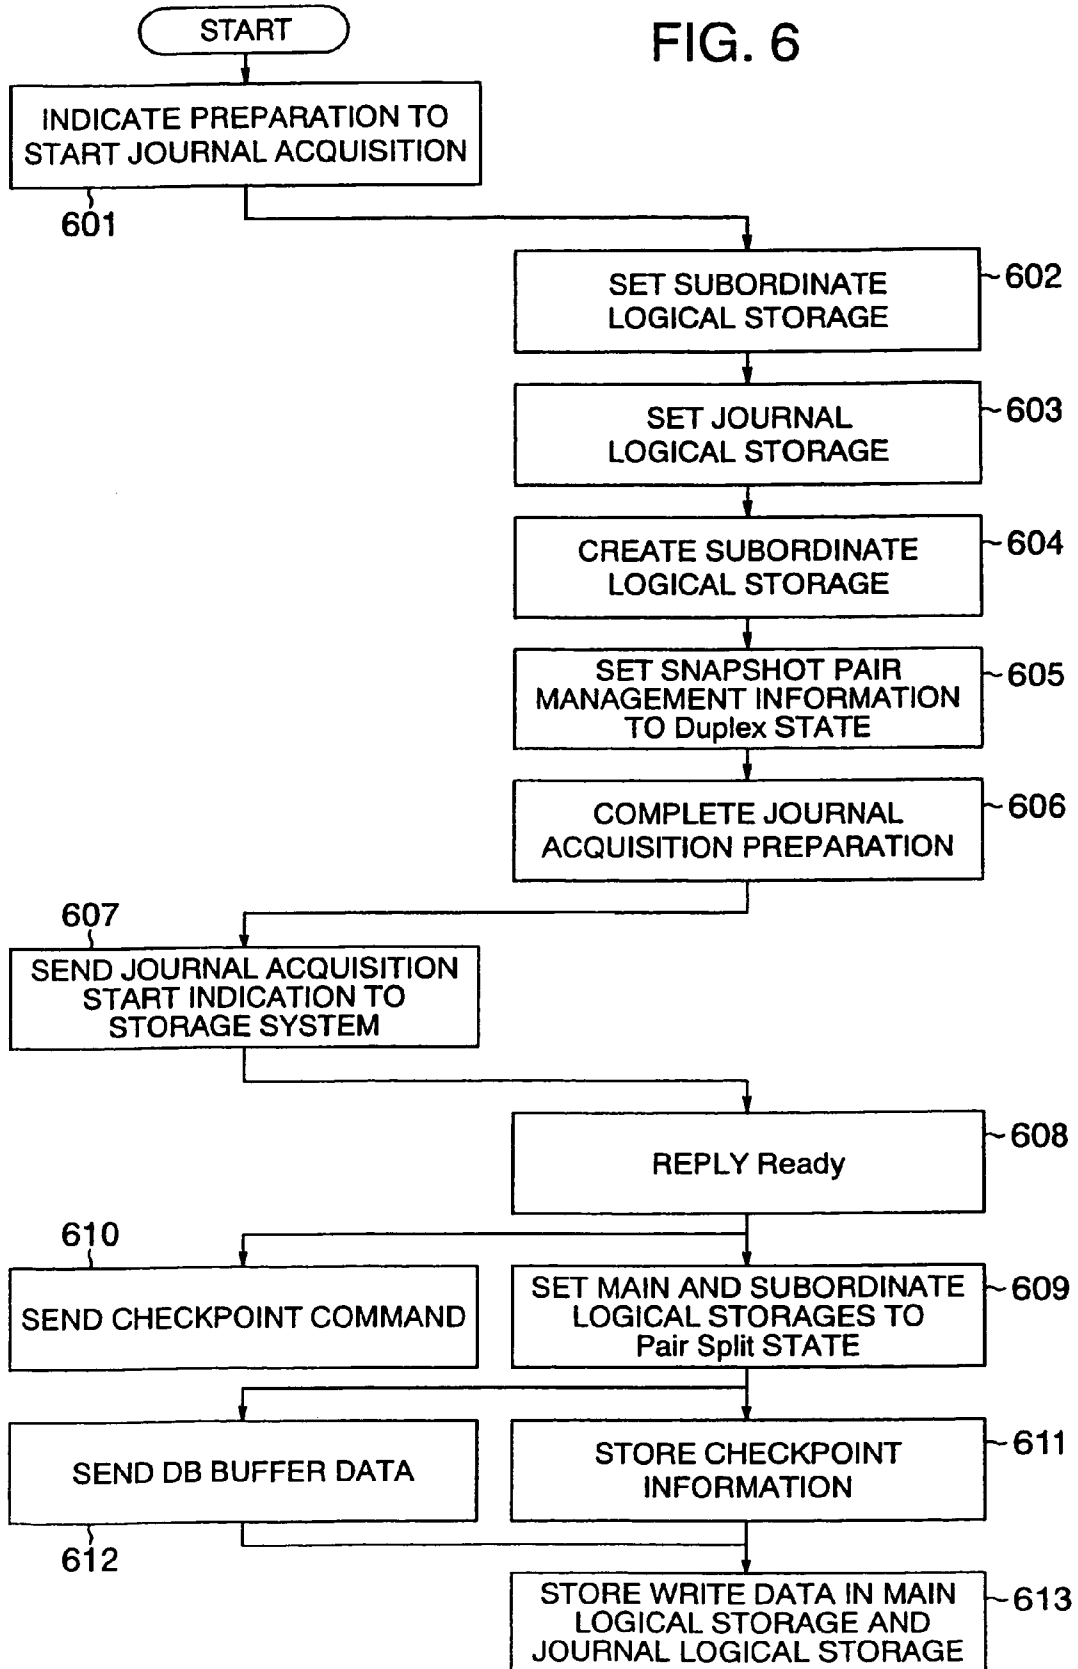 START
FIG. 6
INDICATE PREPARATION TO
START JOURNAL ACQUISITION
601
SET SUBORDINATE
LOGICAL STORAGE
602
SET JOURNAL
LOGICAL STORAGE
603
CREATE SUBORDINATE
LOGICAL STORAGE
604
SET SNAPSHOT PAIR
MANAGEMENT INFORMATION
TO Duplex STATE
605
COMPLETE JOURNAL
ACQUISITION PREPARATION
606
607
SEND JOURNAL ACQUISITION
START INDICATION TO
STORAGE SYSTEM
REPLY Ready
608
610
SEND CHECKPOINT COMMAND
SET MAIN AND SUBORDINATE
LOGICAL STORAGES TO
Pair Split STATE
609
SEND DB BUFFER DATA
612
STORE CHECKPOINT
INFORMATION
611
STORE WRITE DATA IN MAIN
LOGICAL STORAGE AND
JOURNAL LOGICAL STORAGE
613